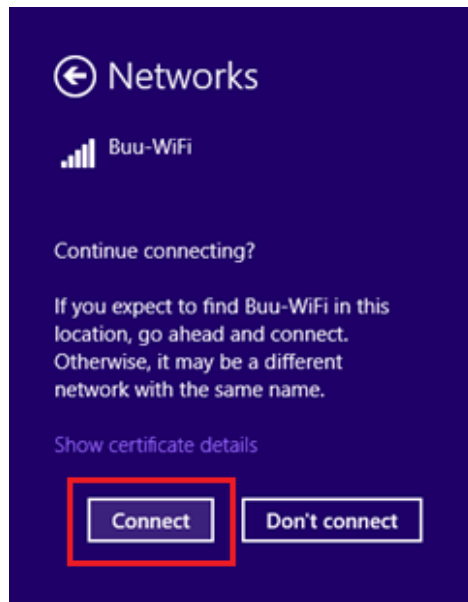 Networks
Buu-WiFi
Continue connecting?
If you expect to find Buu-WiFi in this
location, go ahead and connect.
Otherwise, it may be a different
network with the same name.
Show certificate details
Connect Don't connect